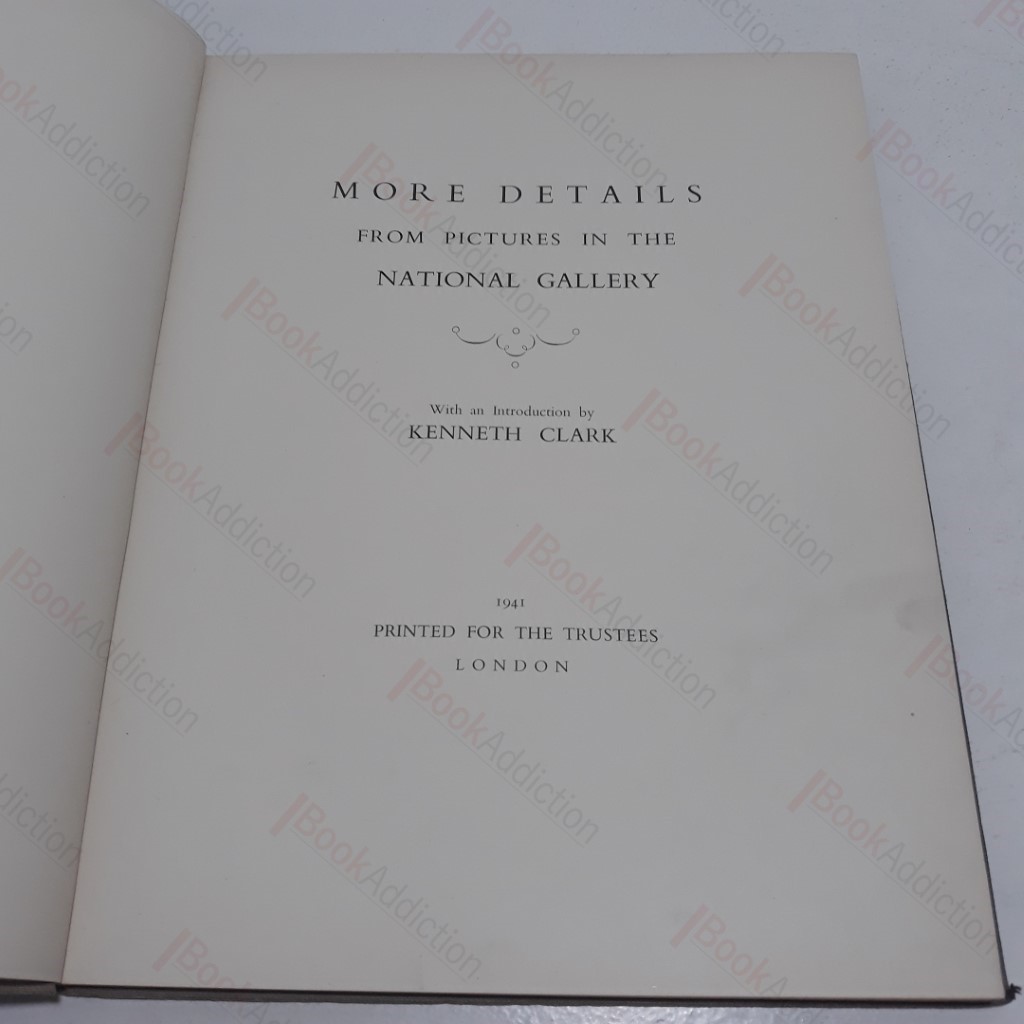 MORE DETAILS
FROM PICTURES IN THE
NATIONAL GALLERY
With an Introduction by
KENNETH CLARK
1941
PRINTED FOR THE TRUSTEES
LONDON
BookAddiction